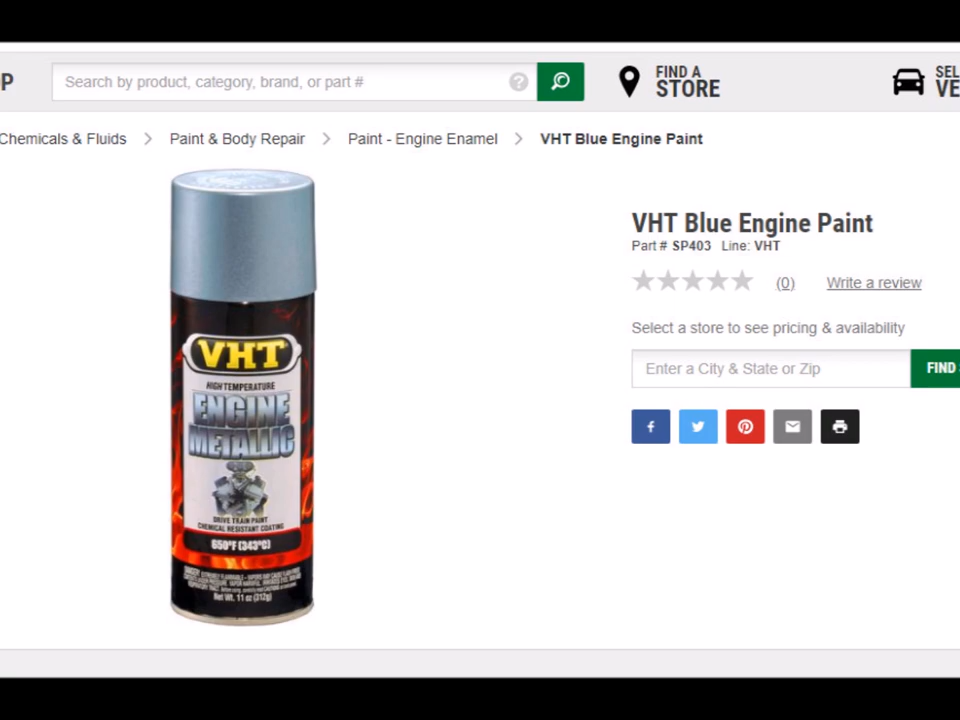 P
Search by product, category, brand, or part #
?
FIND A
STORE
SEL
VE
Chemicals & Fluids > Paint & Body Repair > Paint - Engine Enamel > VHT Blue Engine Paint
VHT
HIGH TEMPERATURE
ENGINE
METALLIC
DRIVE TRAIN PAINT
CHEMICAL RESISTANT COATING
650°F (343°C)
Net Wt. 11 oz (312g)
VHT Blue Engine Paint
Part # SP403 Line: VHT
(0) Write a review
Select a store to see pricing & availability
Enter a City & State or Zip
FIND